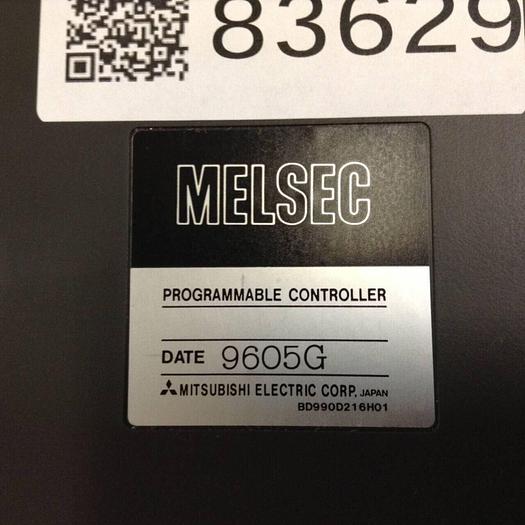 83629
MELSEC
PROGRAMMABLE CONTROLLER
DATE 9605G
MITSUBISHI ELECTRIC CORP. JAPAN
BD990D216H01